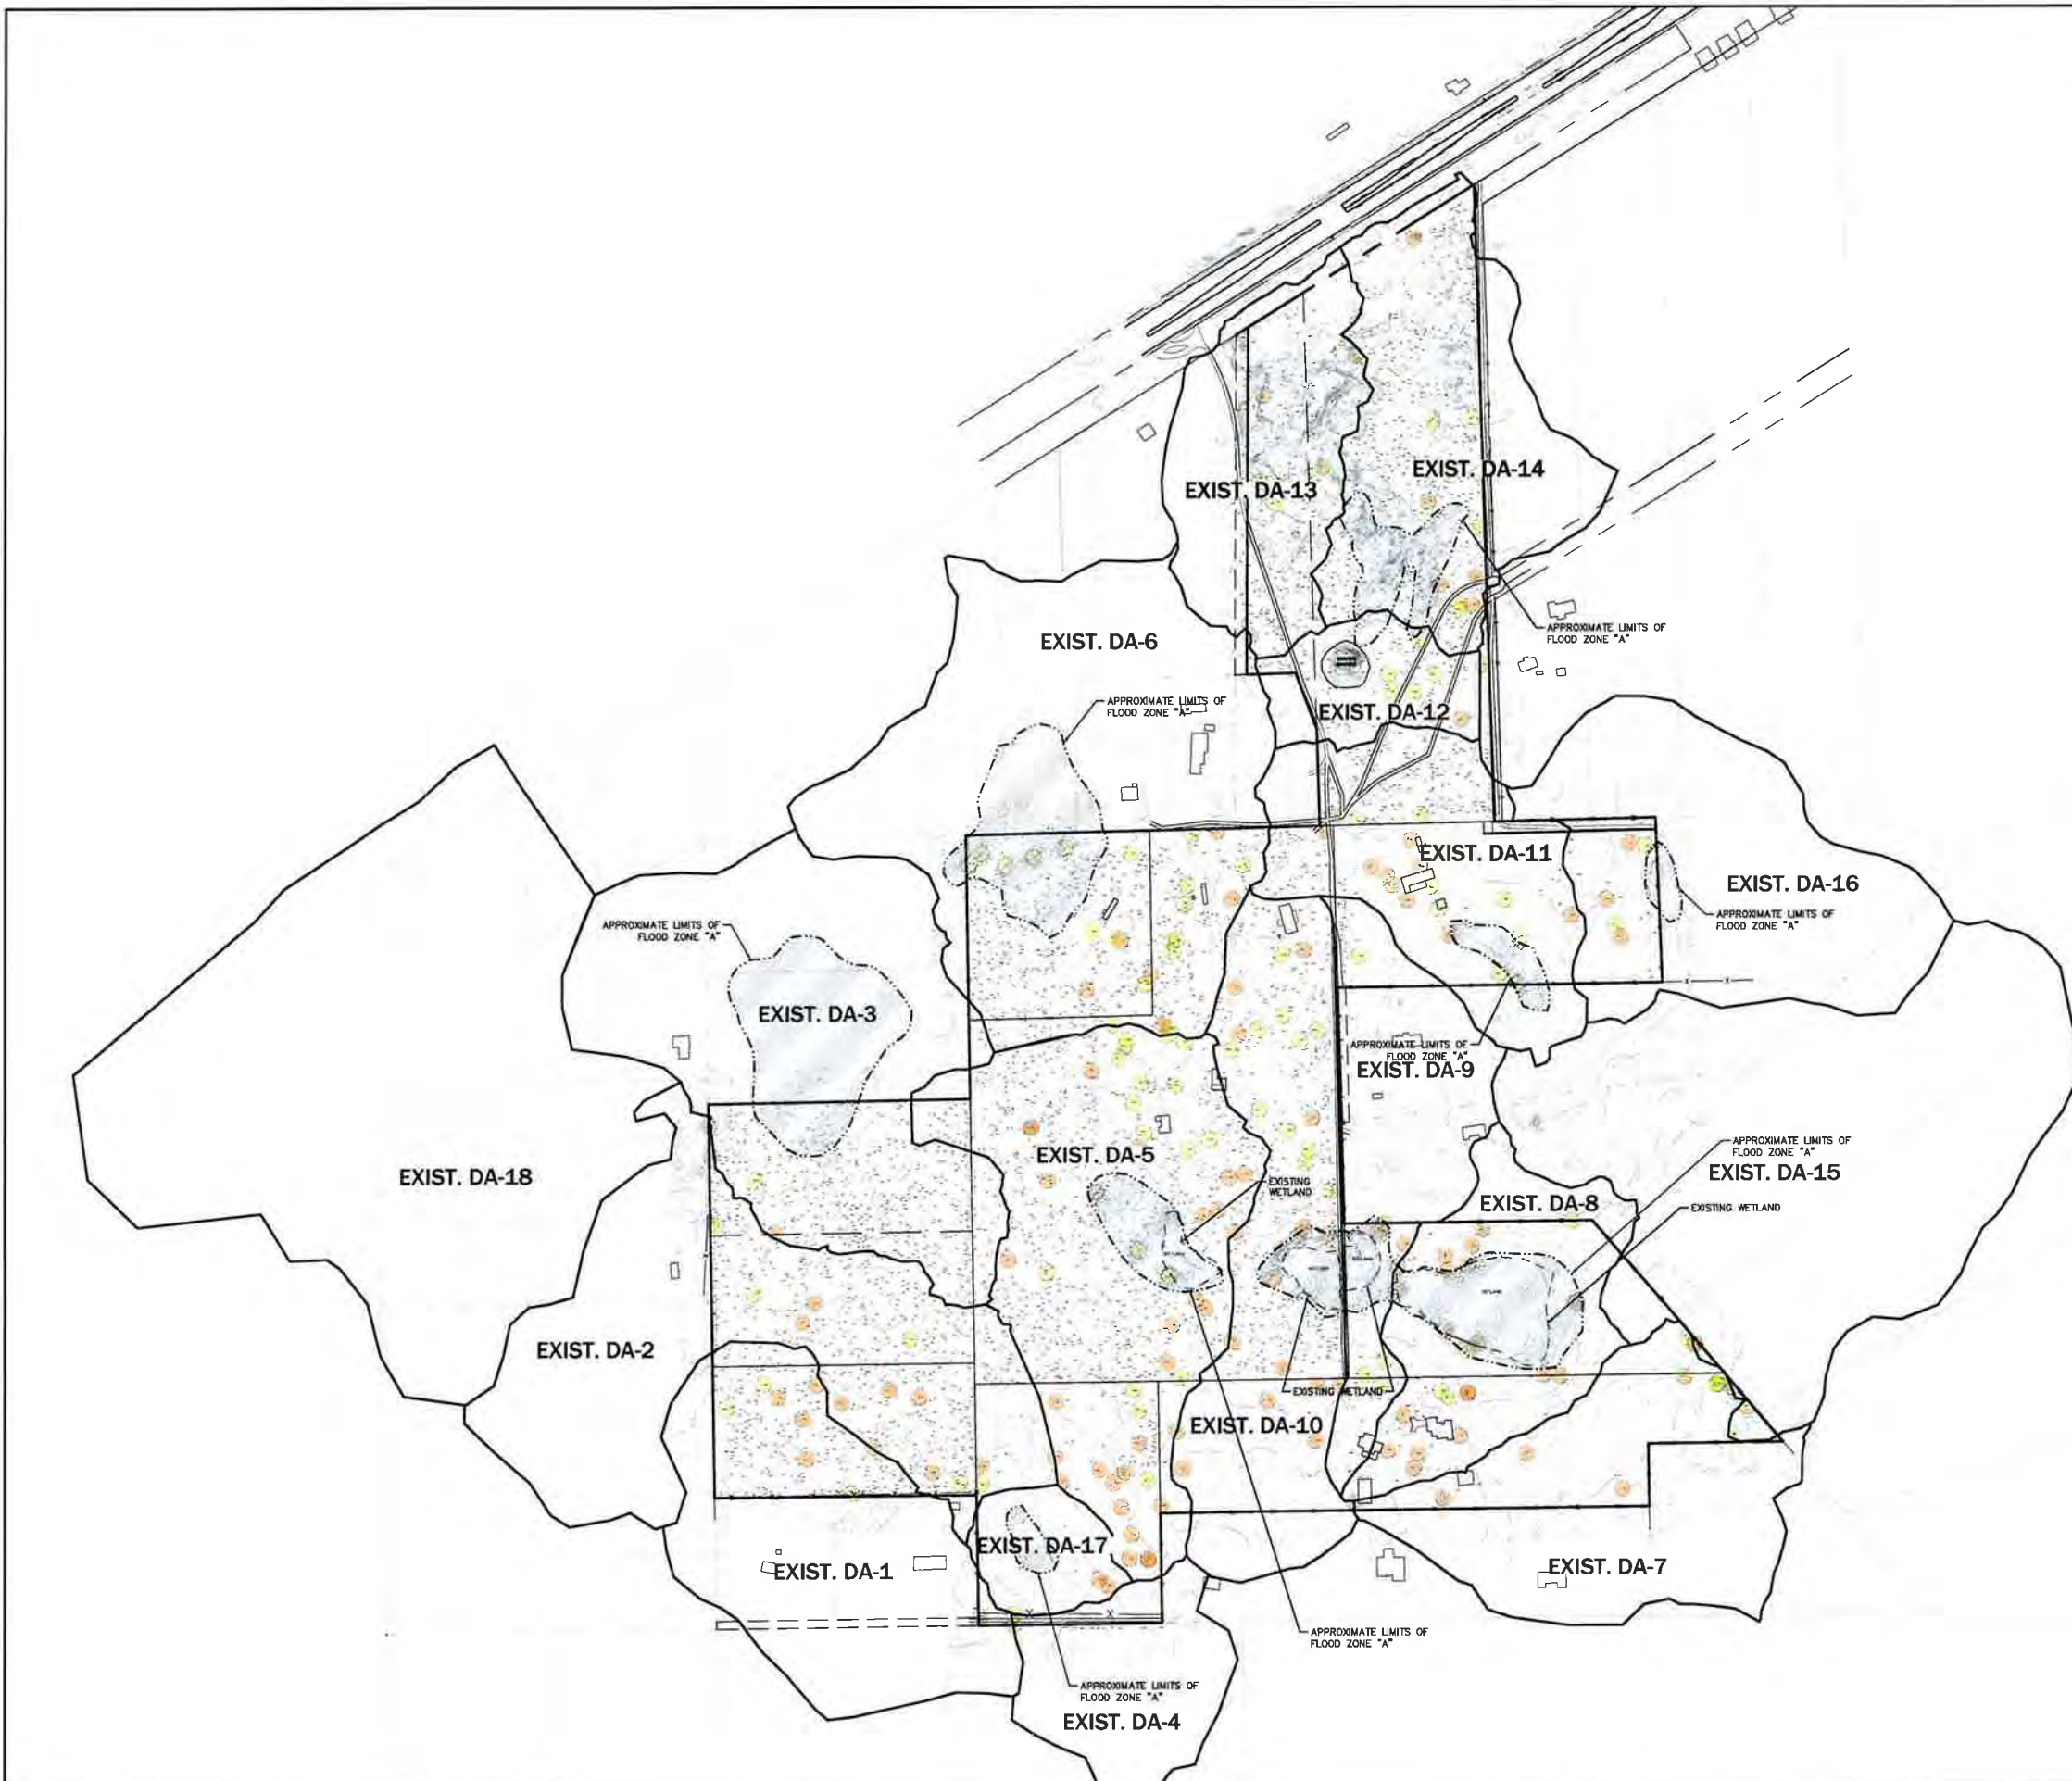 EXIST. DA-14
EXIST. DA-13
APPROXIMATE LIMITS OF
FLOOD ZONE "A"
EXIST. DA-6
APPROXIMATE LIMITS OF
FLOOD ZONE "A"
EXIST. DA-12
EXIST. DA-11
EXIST. DA-16
APPROXIMATE LIMITS OF
FLOOD ZONE "A"
APPROXIMATE LIMITS OF
FLOOD ZONE "A"
EXIST. DA-3
APPROXIMATE LIMITS OF
FLOOD ZONE "A"
EXIST. DA-9
APPROXIMATE LIMITS OF
FLOOD ZONE "A"
EXIST. DA-15
EXIST. DA-5
EXIST. DA-18
EXISTING
WETLAND
EXIST. DA-8
EXISTING WETLAND
WETLAND
EXIST. DA-2
EXISTING WETLAND
EXIST. DA-10
EXIST. DA-17
EXIST. DA-1
EXIST. DA-7
X X
APPROXIMATE LIMITS OF
FLOOD ZONE "A"
APPROXIMATE LIMITS OF
FLOOD ZONE "A"
EXIST. DA-4